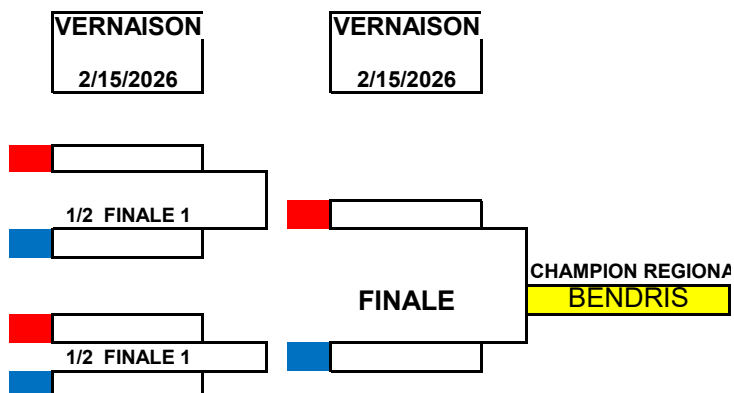 VERNAISON
2/15/2026
VERNAISON
2/15/2026
1/2 FINALE 1
1/2 FINALE 1
FINALE
CHAMPION REGIONA
BENDRIS